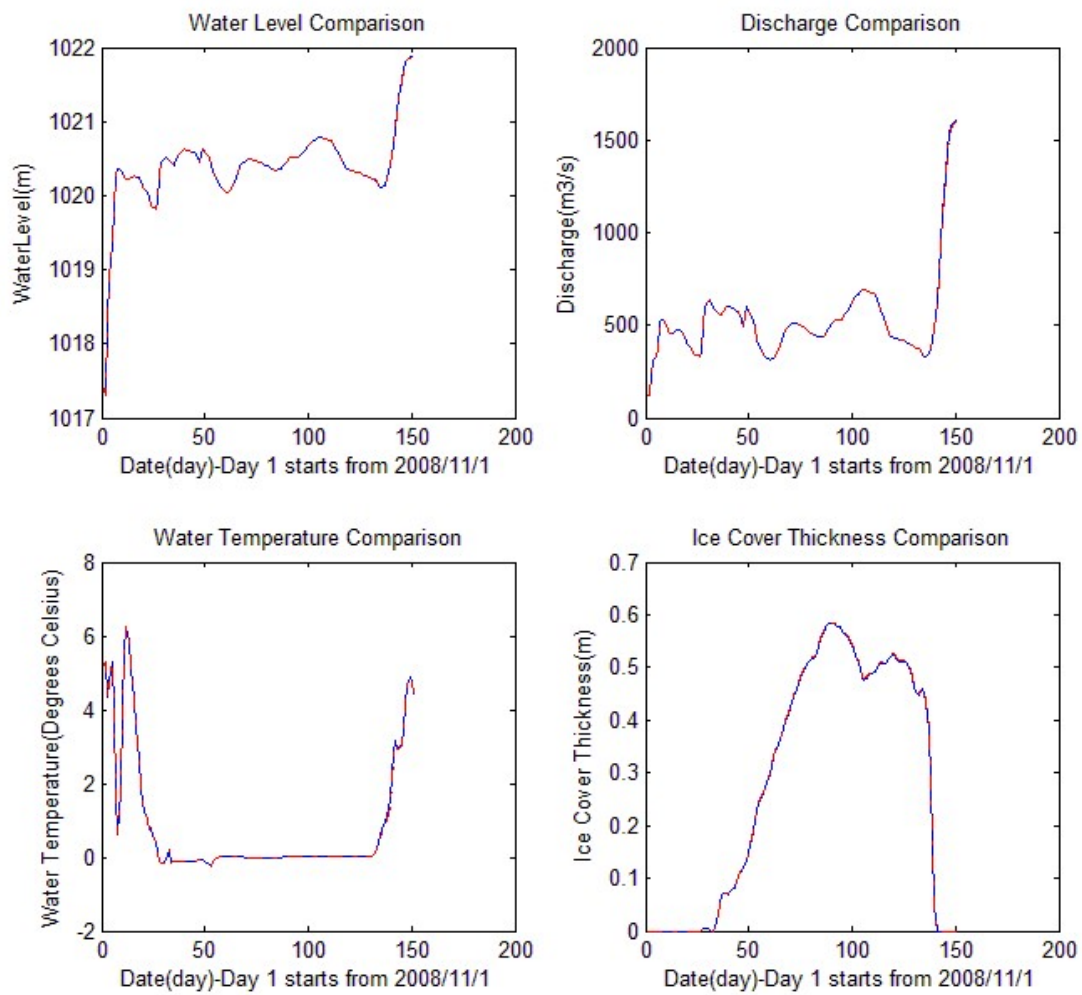 Water Level Comparison
1022
1021
1020
1019
1018
1017
WaterLevel(m)
0 50 100 150 200
Date(day)-Day 1 starts from 2008/11/1
Discharge Comparison
2000
1500
1000
500
0
Discharge(m3/s)
0 50 100 150 200
Date(day)-Day 1 starts from 2008/11/1
Water Temperature Comparison
8
6
4
2
0
-2
Water Temperature(Degrees Celsius)
0 50 100 150 200
Date(day)-Day 1 starts from 2008/11/1
Ice Cover Thickness Comparison
0.7
0.6
0.5
0.4
0.3
0.2
0.1
0
Ice Cover Thickness(m)
0 50 100 150 200
Date(day)-Day 1 starts from 2008/11/1